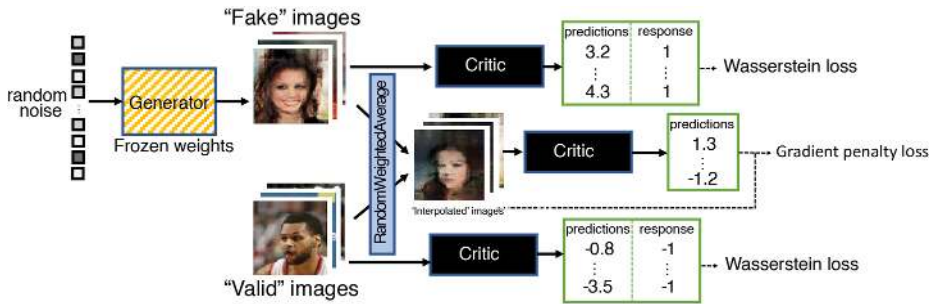 “Fake” images
random
noise
Generator
Frozen weights
Critic
predictions response
3.2 1
⋮ ⋮
4.3 1
Wasserstein loss
RandomWeightedAverage
"Interpolated" images
Critic
predictions
1.3
⋮
-1.2
Gradient penalty loss
“Valid” images
Critic
predictions response
-0.8 -1
⋮ ⋮
-3.5 -1
Wasserstein loss